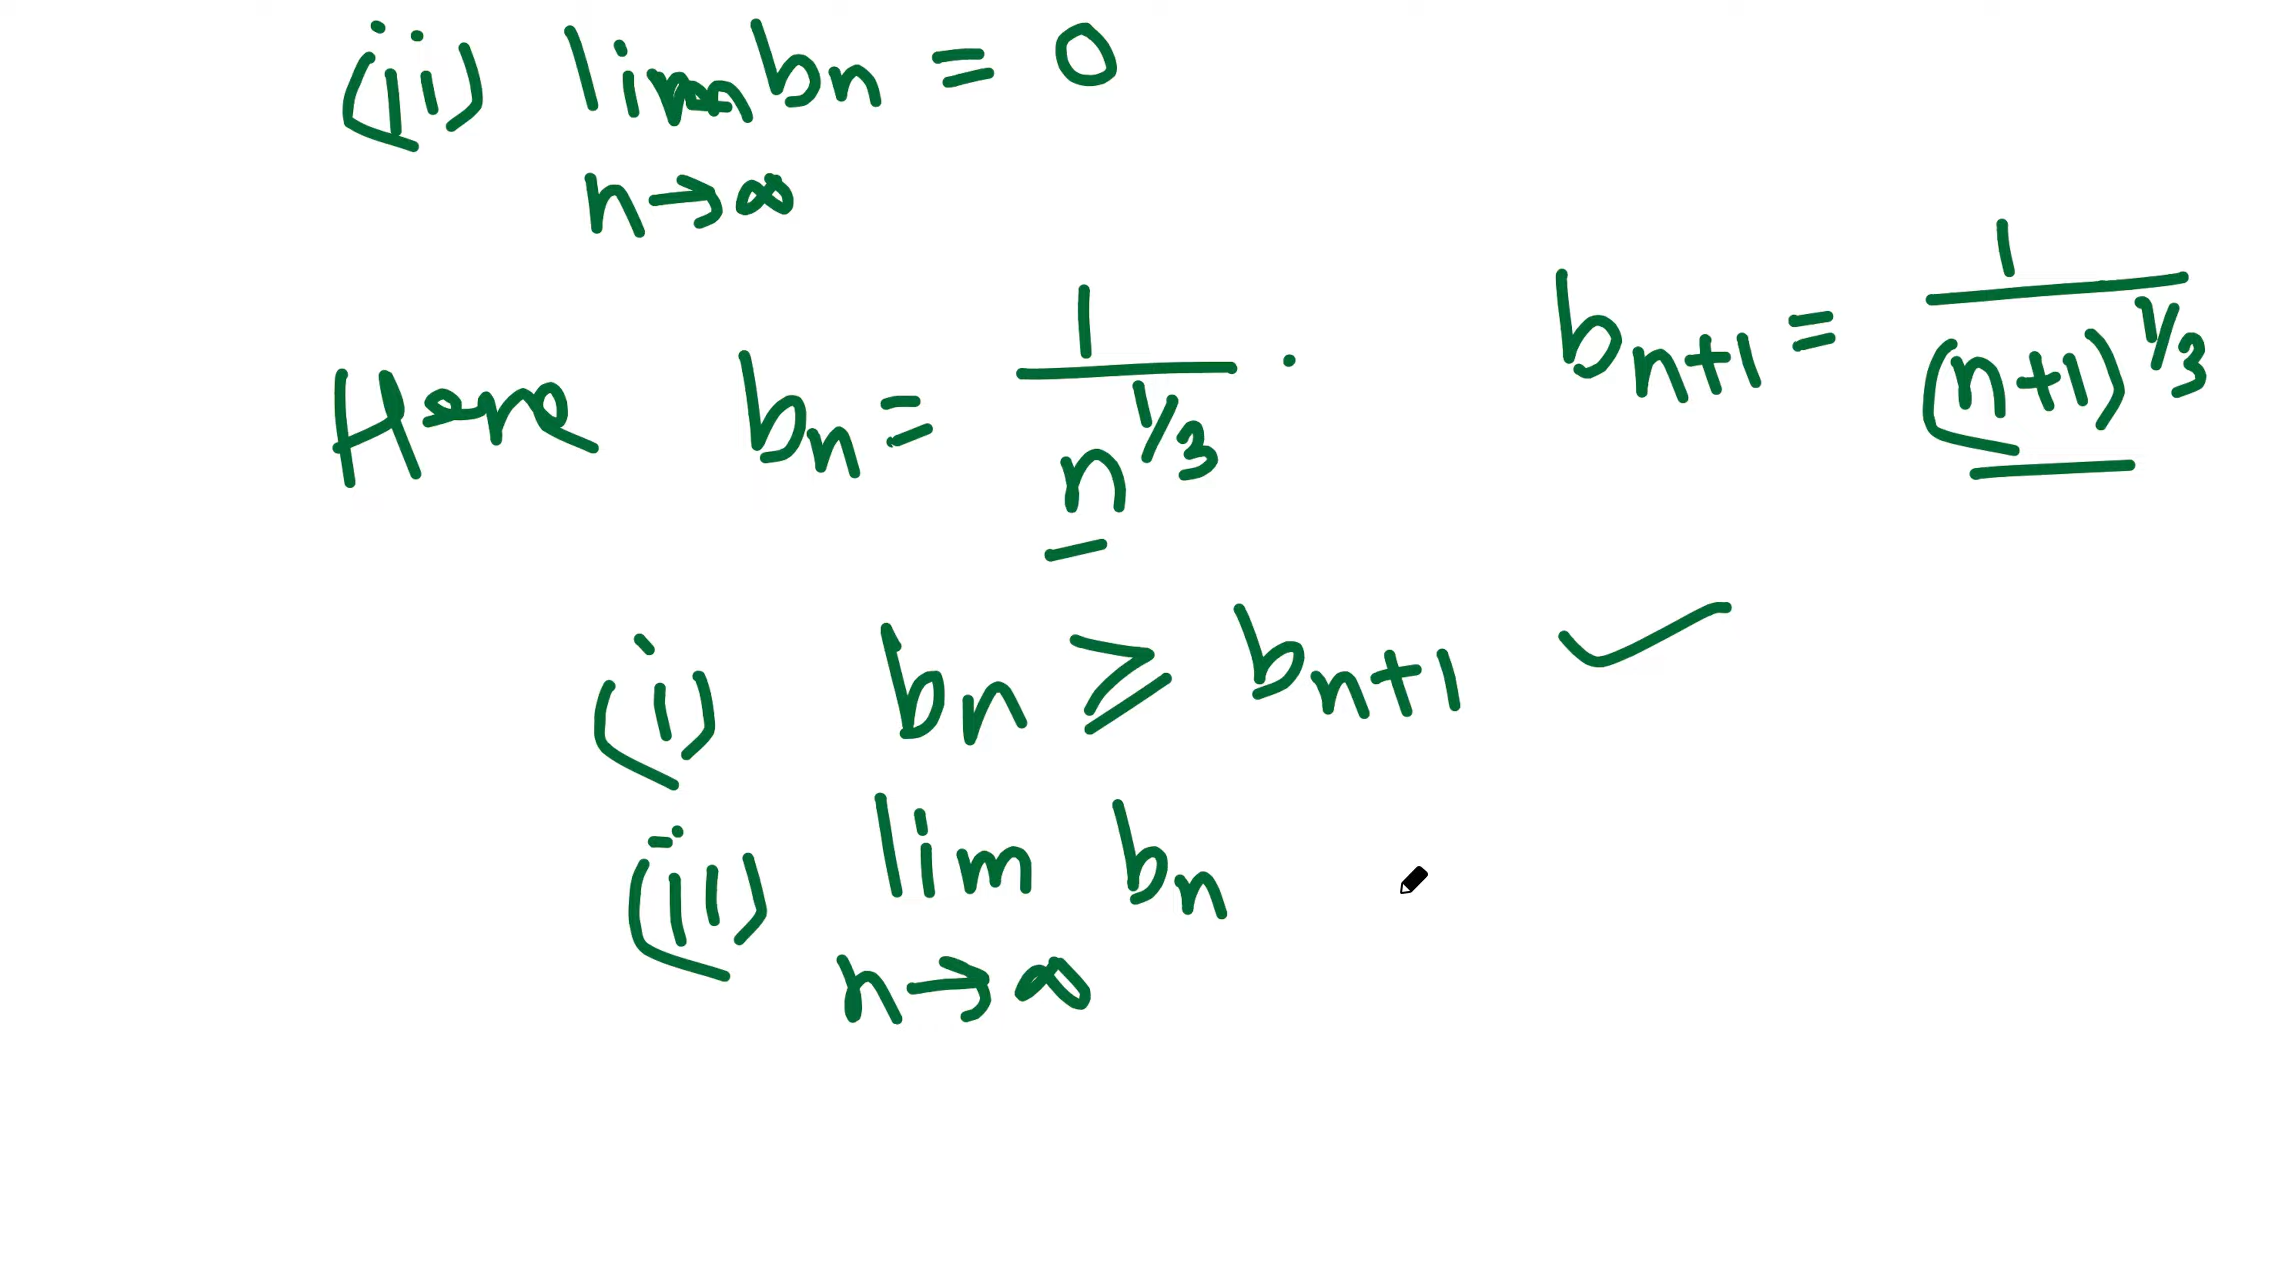 (ii) lim bn = 0
n→∞
Here bn = 1/n^1/3 . bn+1 = 1/(n+1)^1/3
(i) bn ≥ bn+1 ✓
(ii) lim bn
n→∞